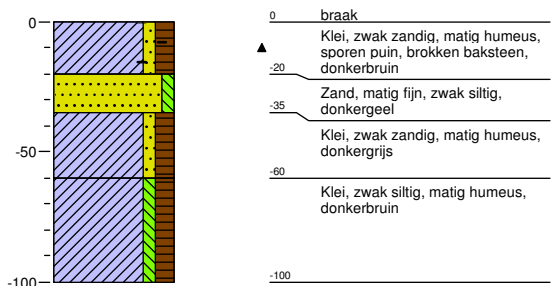 0
-50
-100
0
braak
Klei, zwak zandig, matig humeus,
sporen puin, brokken baksteen,
donkerbruin
-20
Zand, matig fijn, zwak siltig,
donkergeel
-35
Klei, zwak zandig, matig humeus,
donkergrijs
-60
Klei, zwak siltig, matig humeus,
donkerbruin
-100